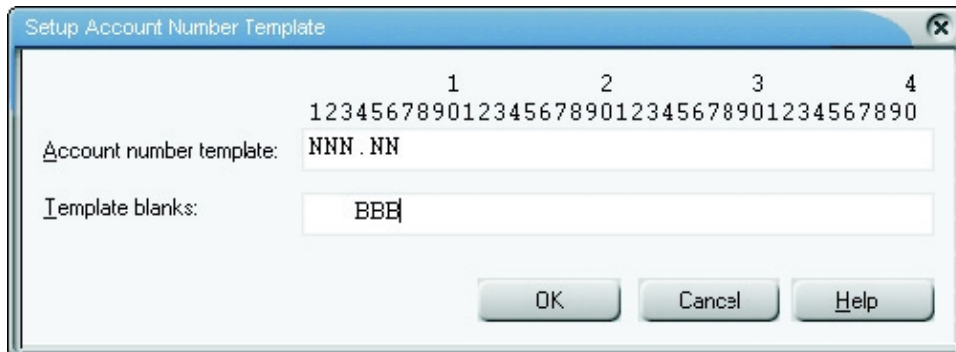 Setup Account Number Template
1 2 3 4
1234567890123456789012345678901234567890
Account number template: NNN.NN
Template blanks: BBB
OK Cancel Help